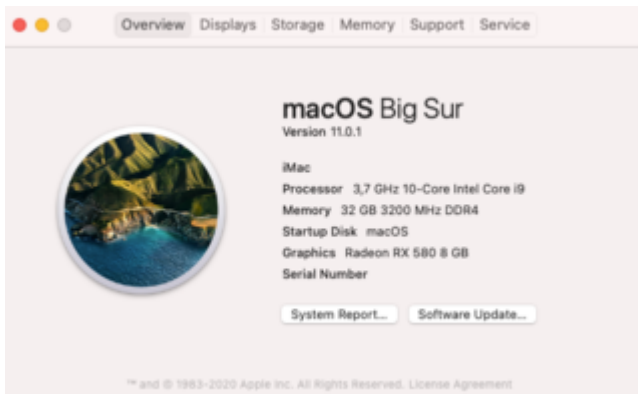 Overview Displays Storage Memory Support Service
macOS Big Sur
Version 11.0.1
iMac
Processor 3,7 GHz 10-Core Intel Core i9
Memory 32 GB 3200 MHz DDR4
Startup Disk macOS
Graphics Radeon RX 580 8 GB
Serial Number
System Report... Software Update...
™ and © 1983-2020 Apple Inc. All Rights Reserved. License Agreement